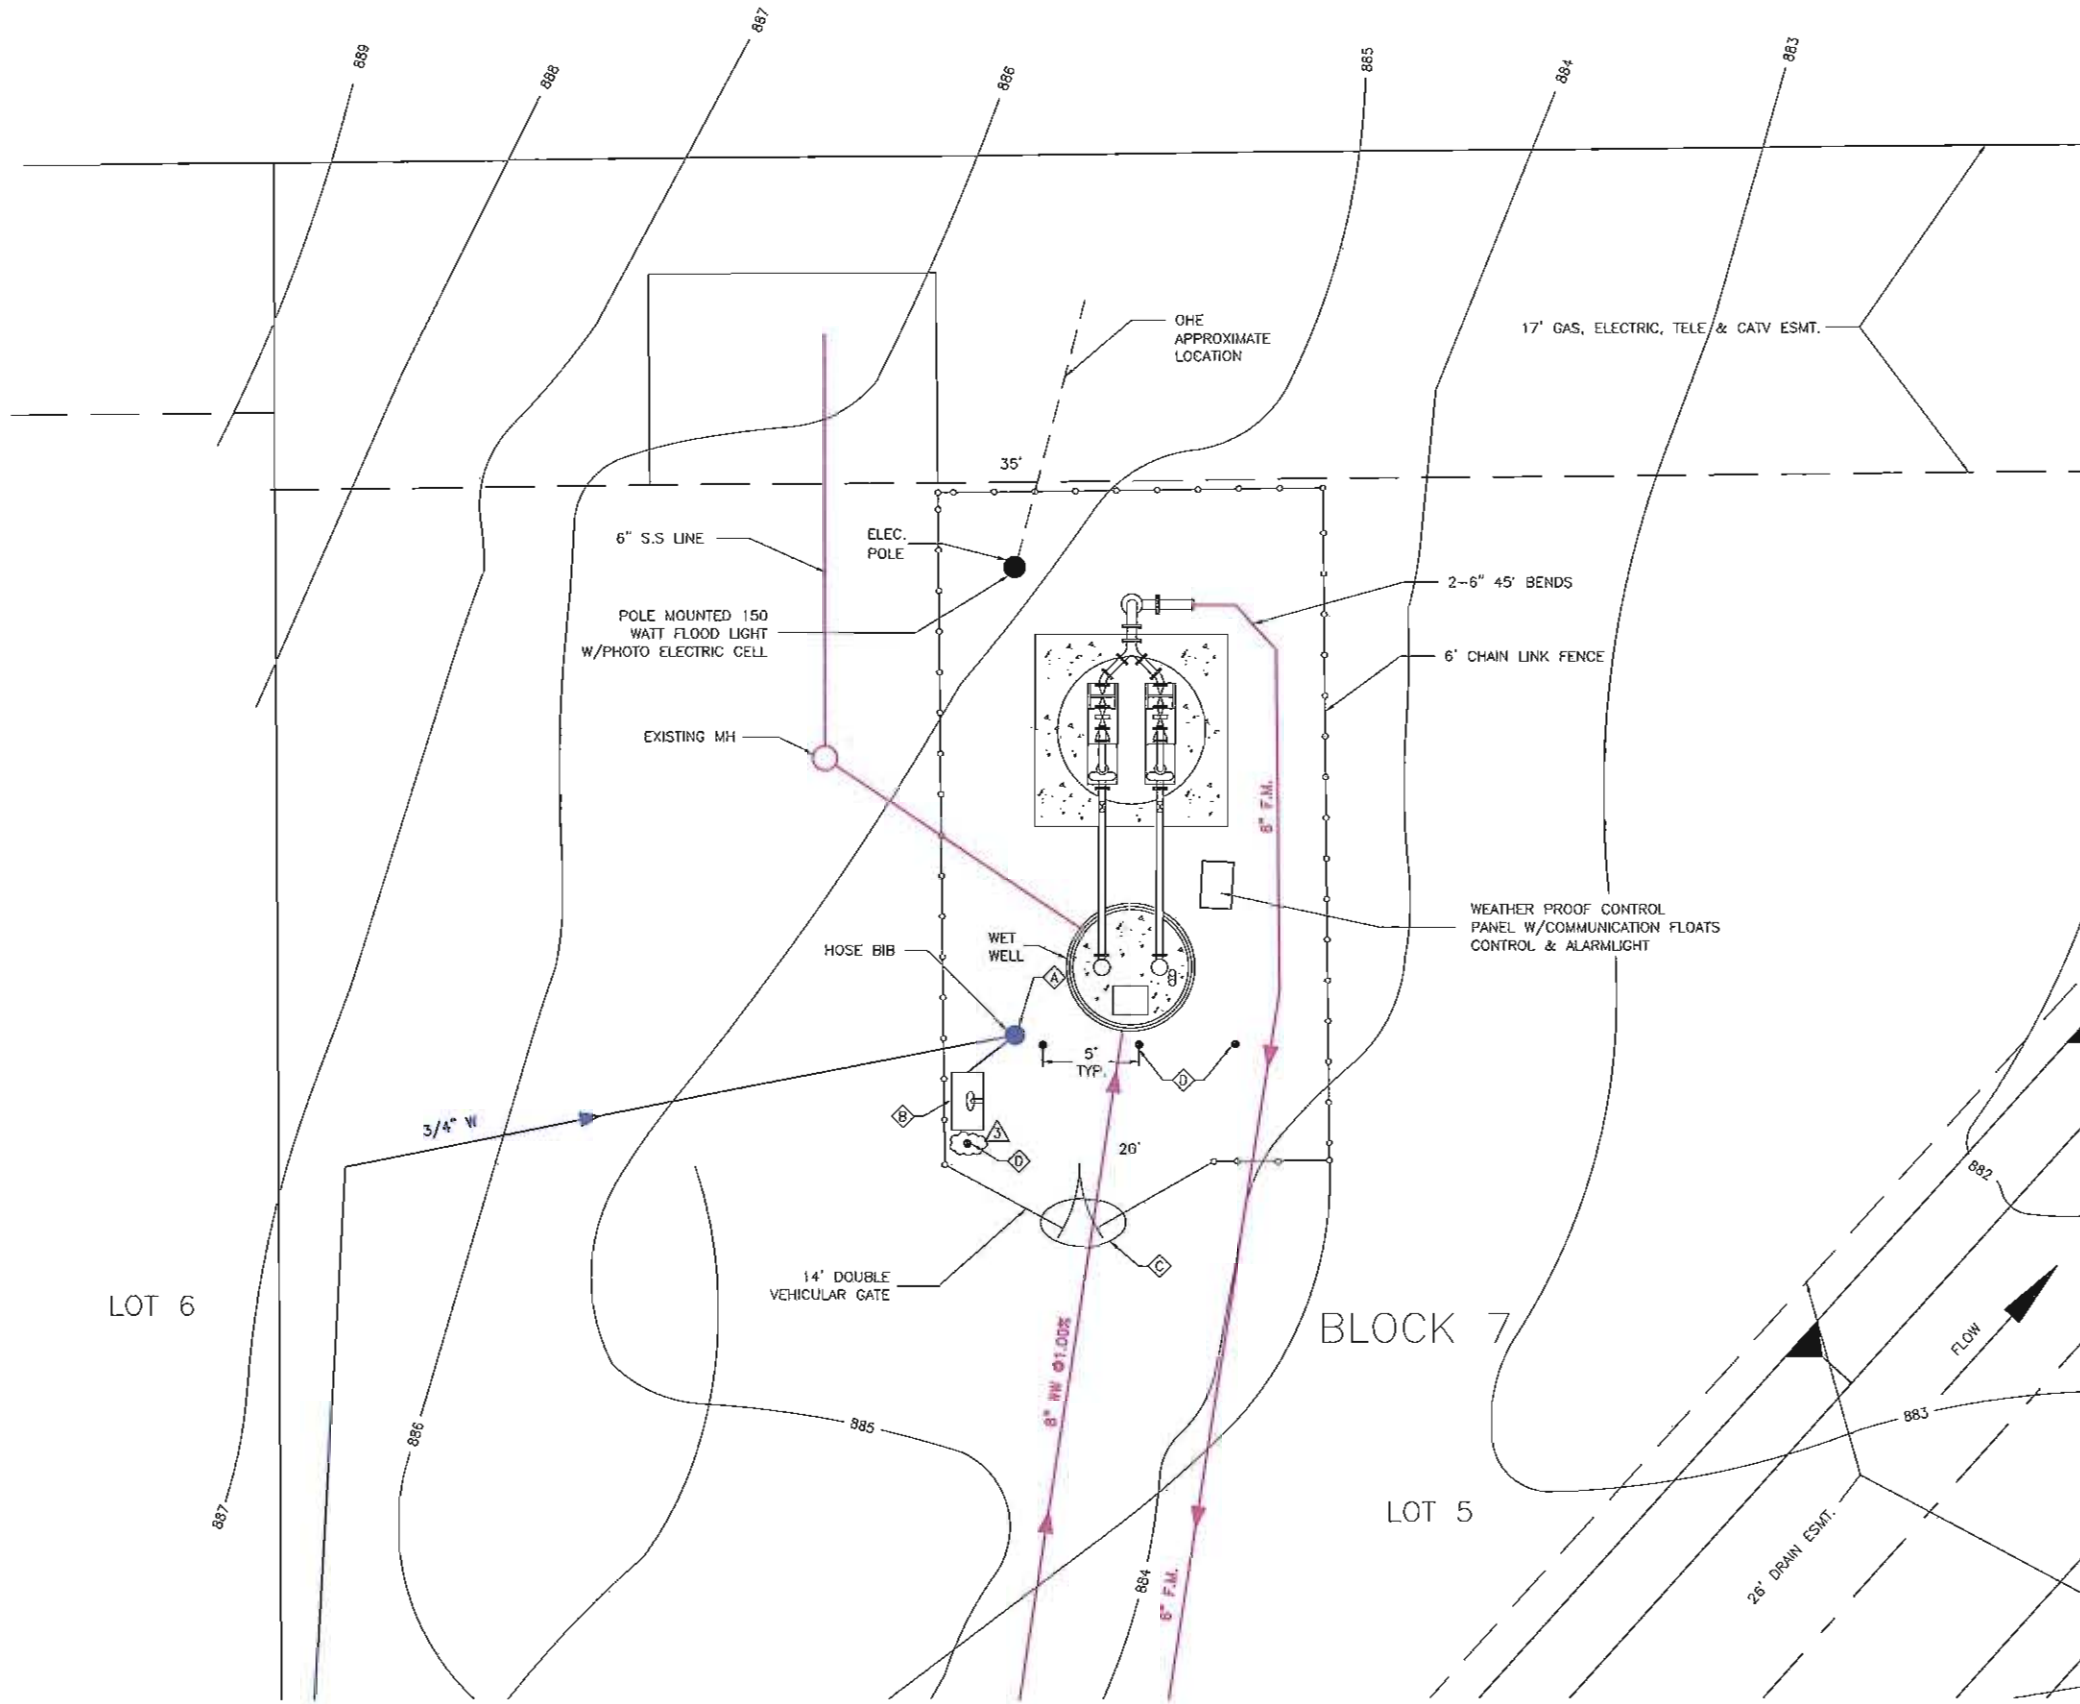 889
888
887
886
885
884
883
OHE
APPROXIMATE
LOCATION
17' GAS, ELECTRIC, TELE & CATV ESMT.
35'
6" S.S LINE
ELEC.
POLE
2-6" 45' BENDS
POLE MOUNTED 150
WATT FLOOD LIGHT
W/PHOTO ELECTRIC CELL
6' CHAIN LINK FENCE
EXISTING MH
6" F.M.
WEATHER PROOF CONTROL
PANEL W/COMMUNICATION FLOATS
CONTROL & ALARMLIGHT
HOSE BIB
WET
WELL
A
5'
TYP.
D
3/4" W
B
3
D
26'
882
C
14' DOUBLE
VEHICULAR GATE
LOT 6
BLOCK 7
FLOW
8" WW @1.00%
886
885
883
887
LOT 5
26' DRAIN ESMT.
884
6" F.M.